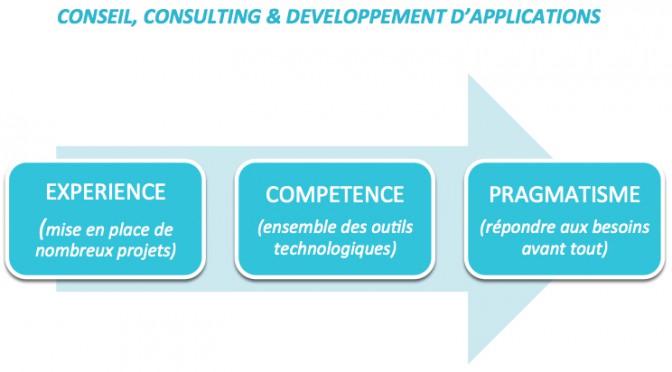 CONSEIL, CONSULTING & DEVELOPPEMENT D’APPLICATIONS
EXPERIENCE
(mise en place de
nombreux projets)
COMPETENCE
(ensemble des outils
technologiques)
PRAGMATISME
(répondre aux besoins
avant tout)